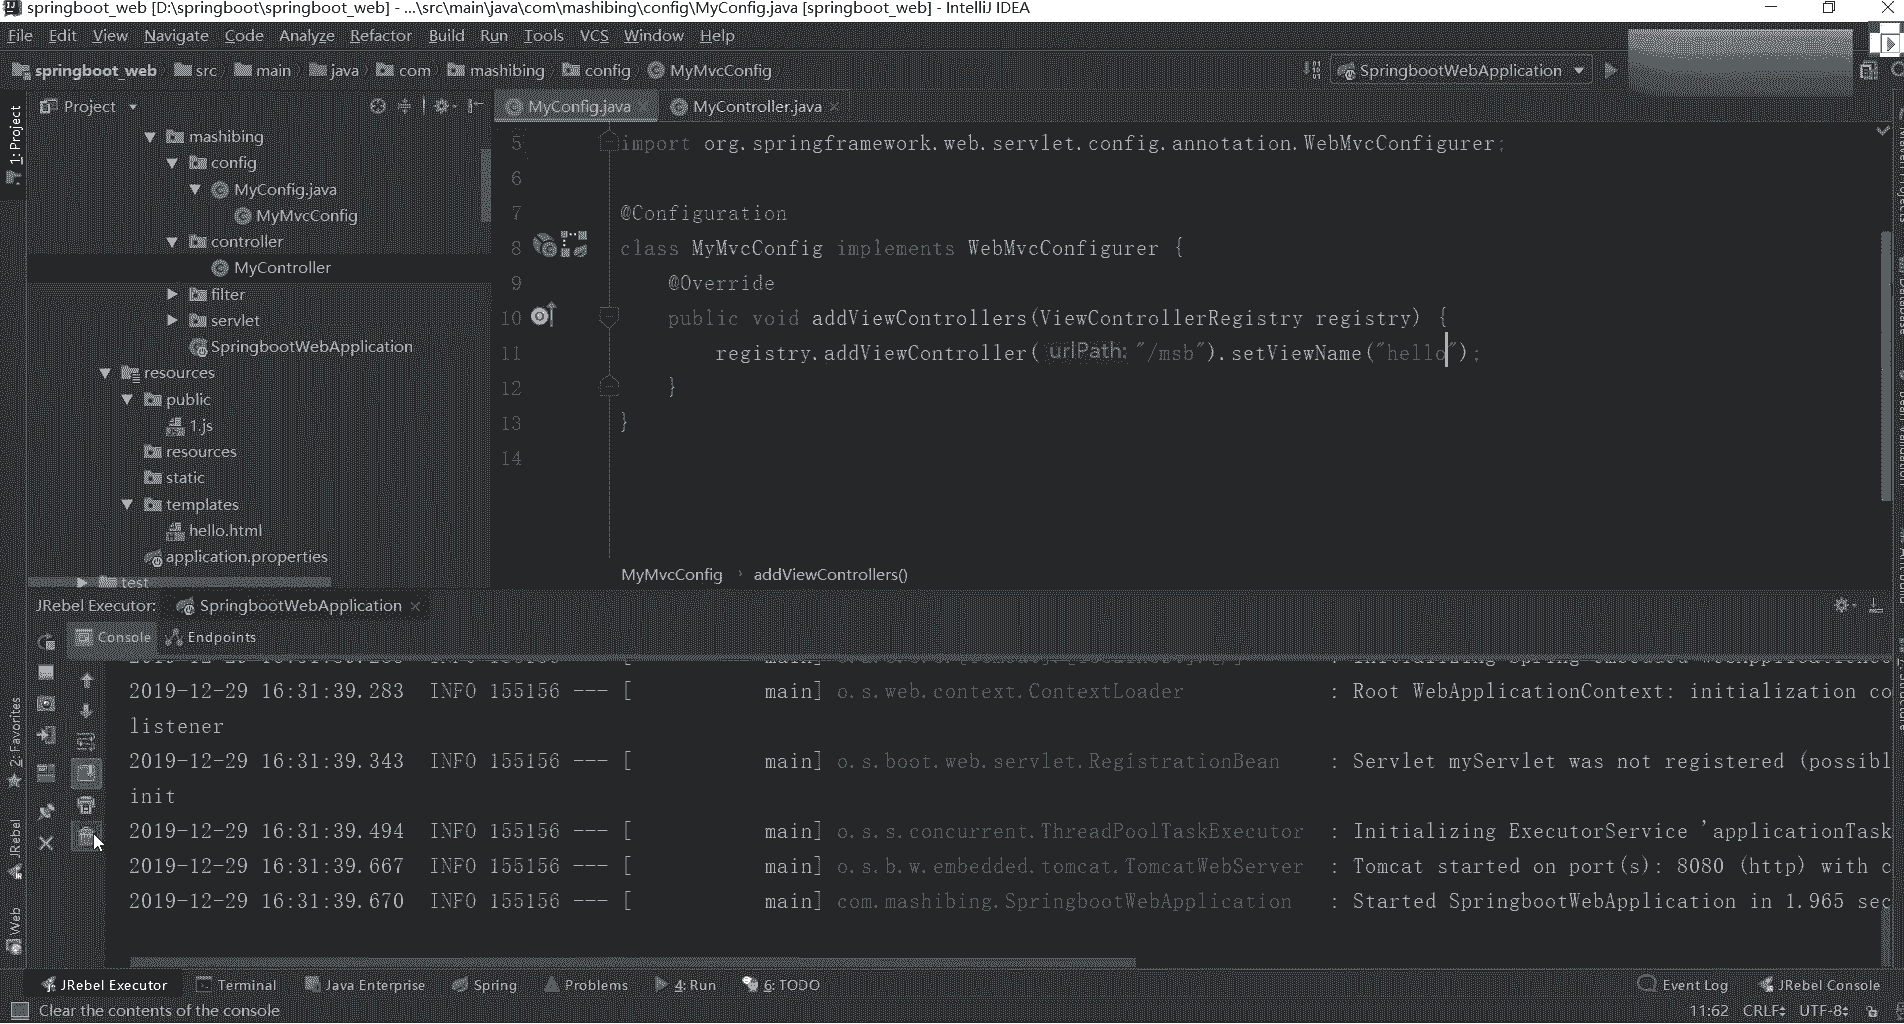 springboot_web [D:\springboot\springboot_web] - ...\src\main\java\com\mashibing\config\MyConfig.java [springboot_web] - IntelliJ IDEA
File Edit View Navigate Code Analyze Refactor Build Run Tools VCS Window Help
springboot_web src main java com mashibing config MyMvcConfig SpringbootWebApplication
Project
MyConfig.java MyController.java
1: Project
mashibing
config
MyConfig.java
MyMvcConfig
controller
MyController
filter
servlet
SpringbootWebApplication
resources
public
1.js
resources
static
templates
hello.html
application.properties
test
5 import org.springframework.web.servlet.config.annotation.WebMvcConfigurer;
6
7 @Configuration
8 class MyMvcConfig implements WebMvcConfigurer {
9 @Override
10 public void addViewControllers(ViewControllerRegistry registry) {
11 registry.addViewController( urlPath: "/msb").setViewName("hello");
12 }
13 }
14
MyMvcConfig › addViewControllers()
JRebel Executor: SpringbootWebApplication
Console Endpoints
2019-12-29 16:31:39.283 INFO 155156 --- [ main] o.s.web.context.ContextLoader : Root WebApplicationContext: initialization co
listener
2019-12-29 16:31:39.343 INFO 155156 --- [ main] o.s.boot.web.servlet.RegistrationBean : Servlet myServlet was not registered (possibl
init
2019-12-29 16:31:39.494 INFO 155156 --- [ main] o.s.s.concurrent.ThreadPoolTaskExecutor : Initializing ExecutorService 'applicationTask
2019-12-29 16:31:39.667 INFO 155156 --- [ main] o.s.b.w.embedded.tomcat.TomcatWebServer : Tomcat started on port(s): 8080 (http) with c
2019-12-29 16:31:39.670 INFO 155156 --- [ main] com.mashibing.SpringbootWebApplication : Started SpringbootWebApplication in 1.965 sec
2: Favorites
JRebel
Web
JRebel Executor Terminal Java Enterprise Spring Problems 4: Run 6: TODO Event Log JRebel Console
Clear the contents of the console 11:62 CRLF UTF-8